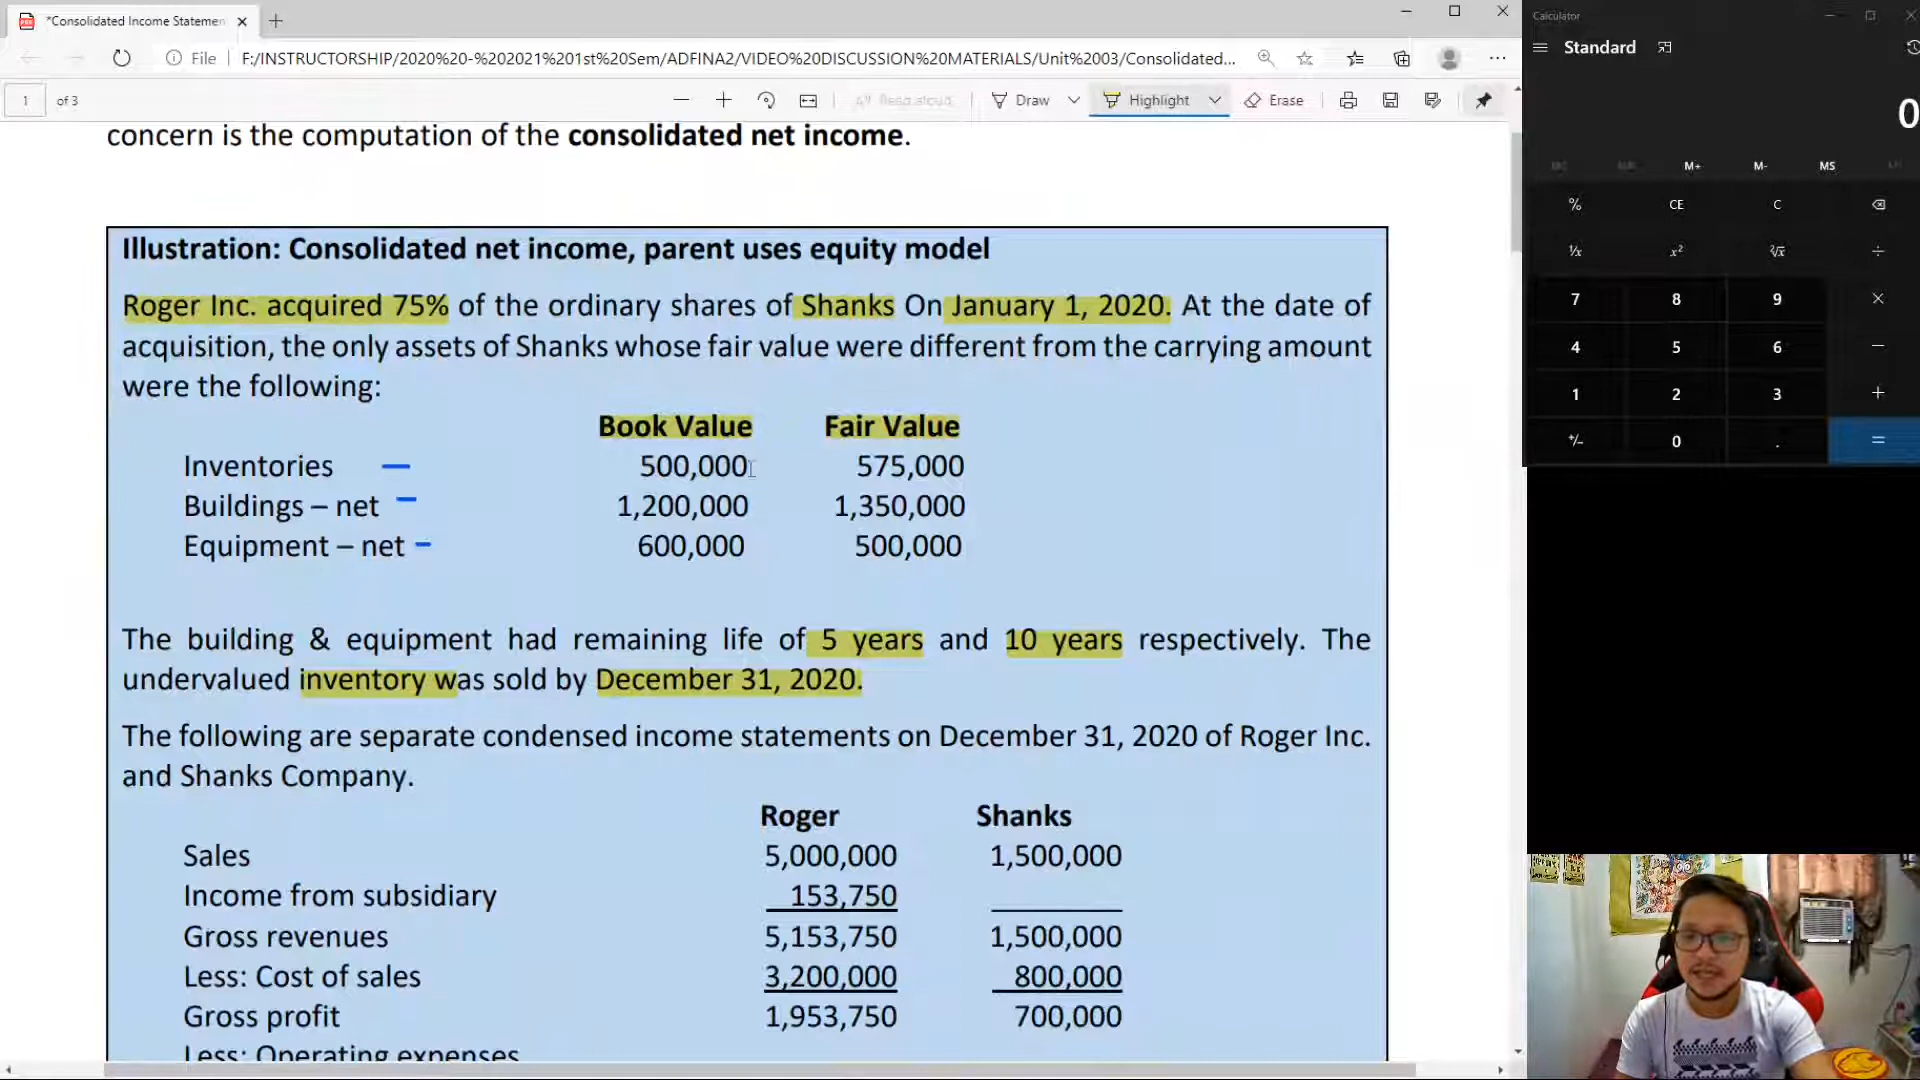 *Consolidated Income Statemen
1 of 3
File F:/INSTRUCTORSHIP/2020%20-%202021%201st%20Sem/ADFINA2/VIDEO%20DISCUSSION%20MATERIALS/Unit%2003/Consolidated...
Read aloud
Draw
Highlight
Erase
concern is the computation of the consolidated net income.
Illustration: Consolidated net income, parent uses equity model
Roger Inc. acquired 75% of the ordinary shares of Shanks On January 1, 2020. At the date of
acquisition, the only assets of Shanks whose fair value were different from the carrying amount
were the following:
Book Value Fair Value
Inventories 500,000 575,000
Buildings – net 1,200,000 1,350,000
Equipment – net 600,000 500,000
The building & equipment had remaining life of 5 years and 10 years respectively. The
undervalued inventory was sold by December 31, 2020.
The following are separate condensed income statements on December 31, 2020 of Roger Inc.
and Shanks Company.
Roger Shanks
Sales 5,000,000 1,500,000
Income from subsidiary 153,750
Gross revenues 5,153,750 1,500,000
Less: Cost of sales 3,200,000 800,000
Gross profit 1,953,750 700,000
Less: Operating expenses
Calculator
Standard
0
M+ M- MS
% CE C
¹/x x² ²√x ÷
7 8 9 ×
4 5 6 −
1 2 3 +
+/- 0 . =